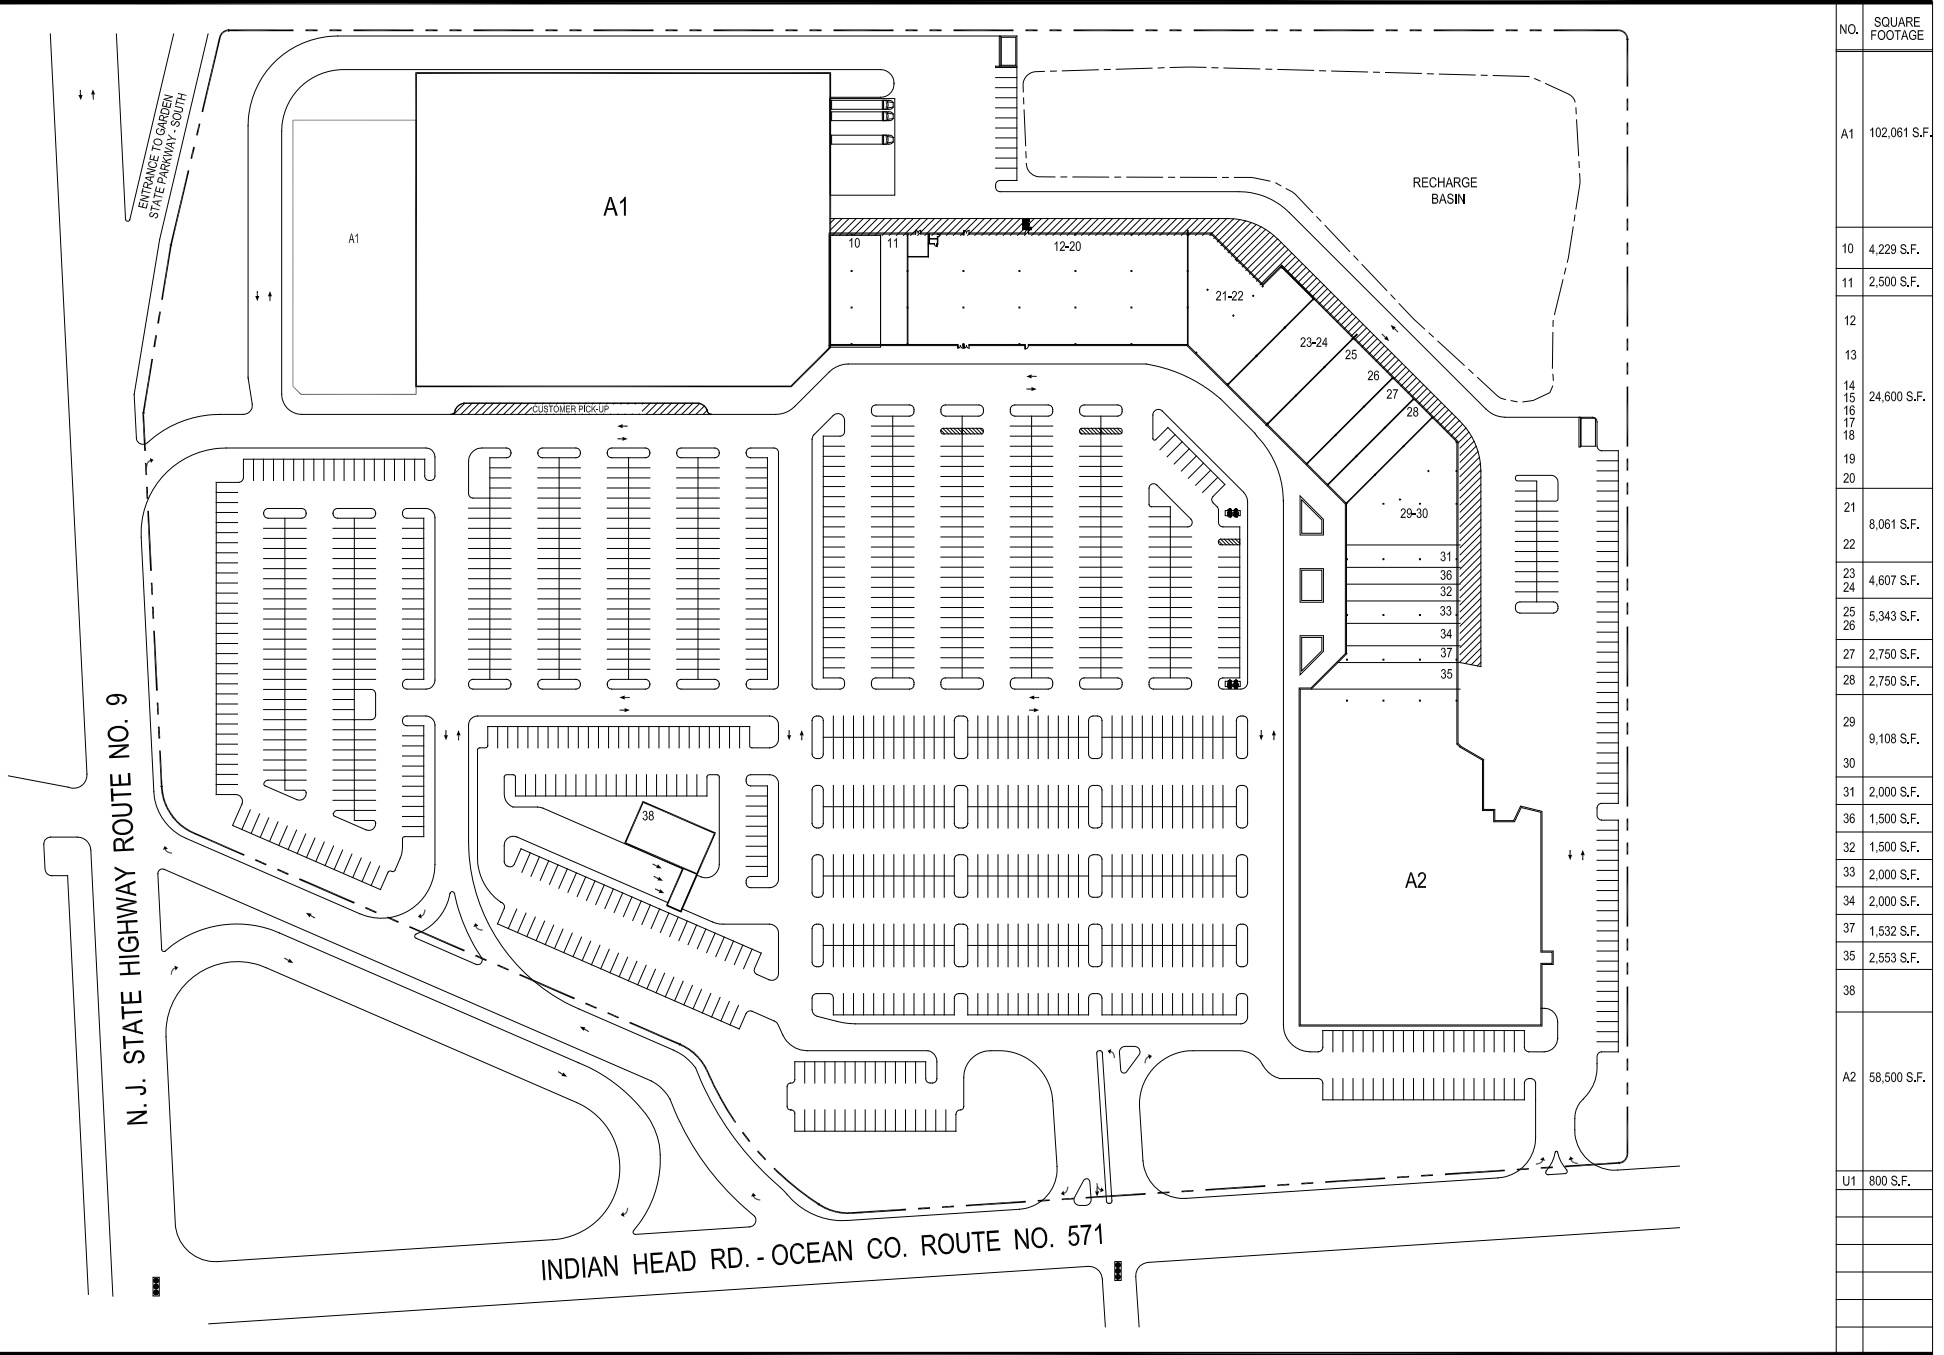 ENTRANCE TO GARDEN
STATE PARKWAY - SOUTH
A1
A1
CUSTOMER PICK-UP
10
11
12-20
21-22
23-24
25
26
27
28
29-30
31
36
32
33
34
37
35
A2
38
RECHARGE
BASIN
N. J. STATE HIGHWAY ROUTE NO. 9
INDIAN HEAD RD. - OCEAN CO. ROUTE NO. 571
NO. SQUARE
FOOTAGE
A1 102,061 S.F.
10 4,229 S.F.
11 2,500 S.F.
12
13
14
15
16 24,600 S.F.
17
18
19
20
21
8,061 S.F.
22
23
24 4,607 S.F.
25
26 5,343 S.F.
27 2,750 S.F.
28 2,750 S.F.
29
9,108 S.F.
30
31 2,000 S.F.
36 1,500 S.F.
32 1,500 S.F.
33 2,000 S.F.
34 2,000 S.F.
37 1,532 S.F.
35 2,553 S.F.
38
A2 58,500 S.F.
U1 800 S.F.